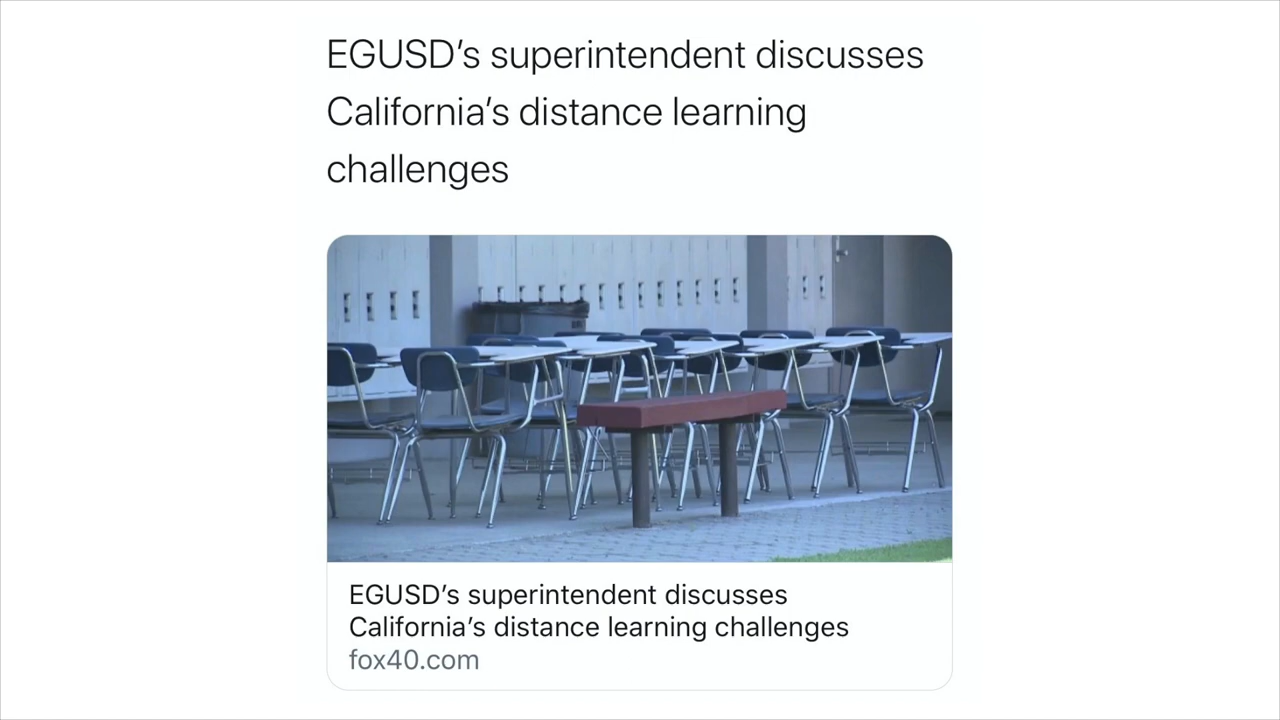 EGUSD’s superintendent discusses
California’s distance learning
challenges
EGUSD’s superintendent discusses
California’s distance learning challenges
fox40.com